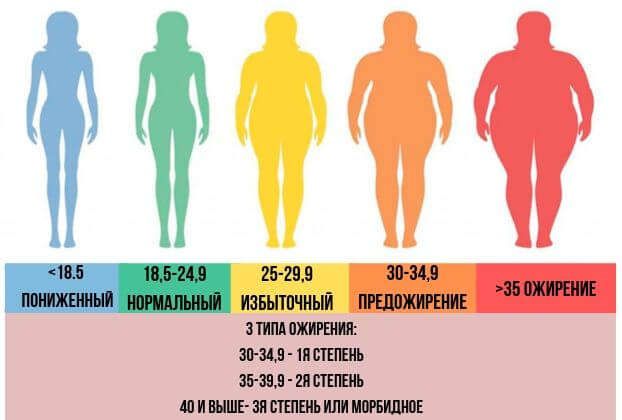 <18.5
ПОНИЖЕННЫЙ
18,5-24,9
НОРМАЛЬНЫЙ
25-29,9
ИЗБЫТОЧНЫЙ
30-34,9
ПРЕДОЖИРЕНИЕ
>35 ОЖИРЕНИЕ
3 ТИПА ОЖИРЕНИЯ:
30-34,9 - 1Я СТЕПЕНЬ
35-39,9 - 2Я СТЕПЕНЬ
40 И ВЫШЕ- 3Я СТЕПЕНЬ ИЛИ МОРБИДНОЕ